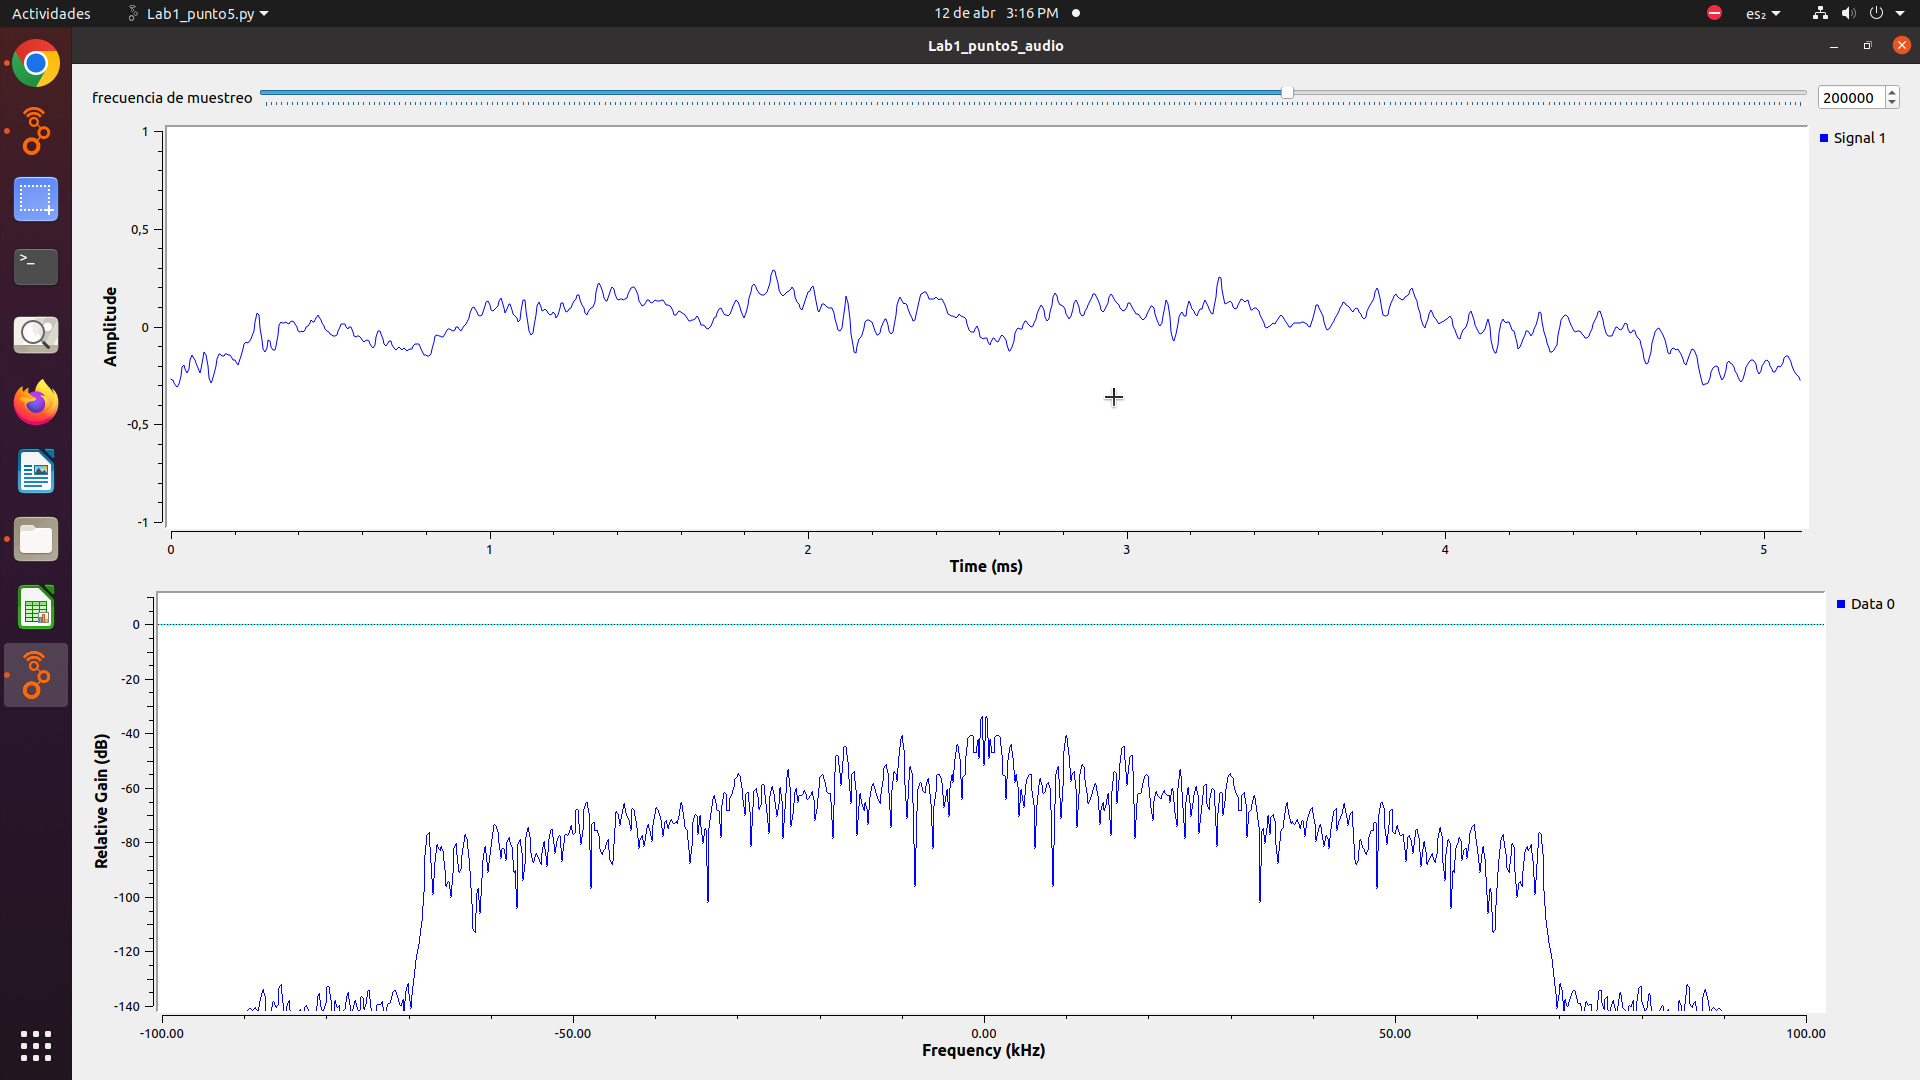 Actividades
Lab1_punto5.py
12 de abr 3:16 PM
es₂
Lab1_punto5_audio
frecuencia de muestreo
200000
Signal 1
1
0,5
0
-0,5
-1
Amplitude
0 1 2 3 4 5
Time (ms)
Data 0
0
-20
-40
-60
-80
-100
-120
-140
Relative Gain (dB)
-100.00 -50.00 0.00 50.00 100.00
Frequency (kHz)
>_